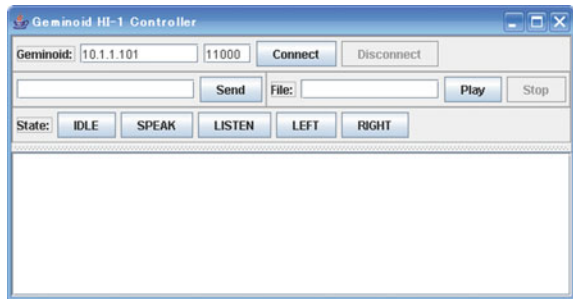 Geminoid HI-1 Controller
Geminoid: 10.1.1.101 11000 Connect Disconnect
Send File: Play Stop
State: IDLE SPEAK LISTEN LEFT RIGHT